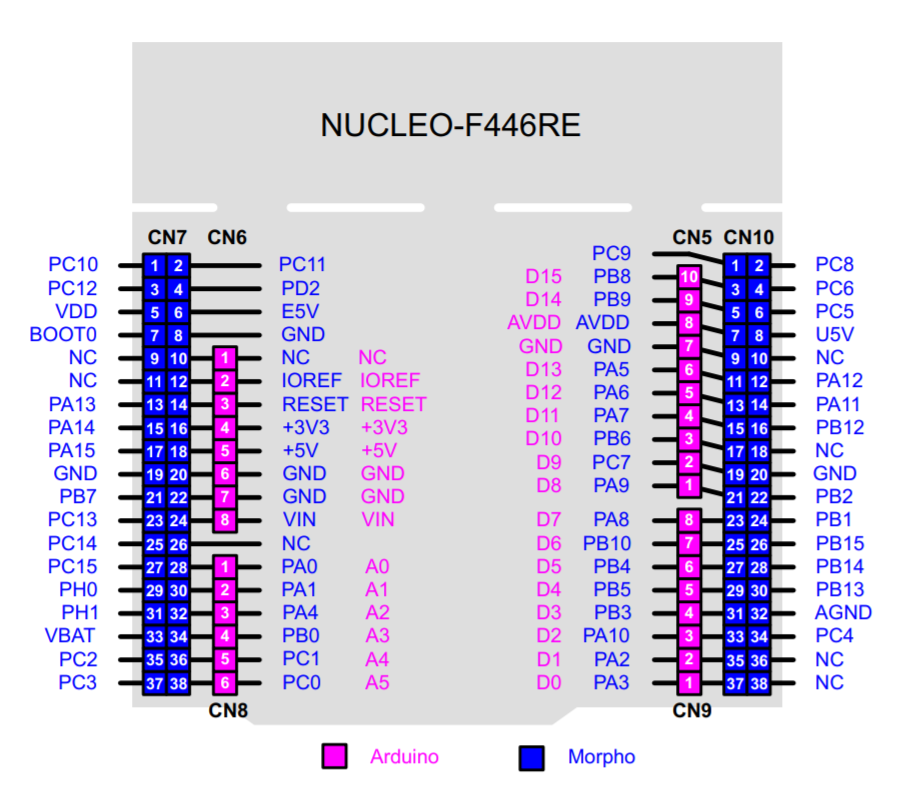 NUCLEO-F446RE
CN7 CN6 CN5 CN10
PC9
PC10 1 2 PC11 D15 PB8 10 1 2 PC8
PC12 3 4 PD2 D14 PB9 9 3 4 PC6
VDD 5 6 E5V AVDD AVDD 8 5 6 PC5
BOOT0 7 8 GND GND GND 7 7 8 U5V
NC 9 10 1 NC NC D13 PA5 6 9 10 NC
NC 11 12 2 IOREF IOREF D12 PA6 5 11 12 PA12
PA13 13 14 3 RESET RESET D11 PA7 4 13 14 PA11
PA14 15 16 4 +3V3 +3V3 D10 PB6 3 15 16 PB12
PA15 17 18 5 +5V +5V D9 PC7 2 17 18 NC
GND 19 20 6 GND GND D8 PA9 1 19 20 GND
PB7 21 22 7 GND GND 21 22 PB2
PC13 23 24 8 VIN VIN D7 PA8 8 23 24 PB1
PC14 25 26 NC D6 PB10 7 25 26 PB15
PC15 27 28 1 PA0 A0 D5 PB4 6 27 28 PB14
PH0 29 30 2 PA1 A1 D4 PB5 5 29 30 PB13
PH1 31 32 3 PA4 A2 D3 PB3 4 31 32 AGND
VBAT 33 34 4 PB0 A3 D2 PA10 3 33 34 PC4
PC2 35 36 5 PC1 A4 D1 PA2 2 35 36 NC
PC3 37 38 6 PC0 A5 D0 PA3 1 37 38 NC
CN8 CN9
Arduino Morpho